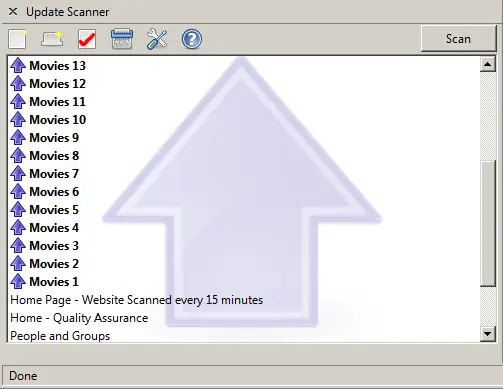 Update Scanner
Scan
Movies 13
Movies 12
Movies 11
Movies 10
Movies 9
Movies 8
Movies 7
Movies 6
Movies 5
Movies 4
Movies 3
Movies 2
Movies 1
Home Page - Website Scanned every 15 minutes
Home - Quality Assurance
People and Groups
Done